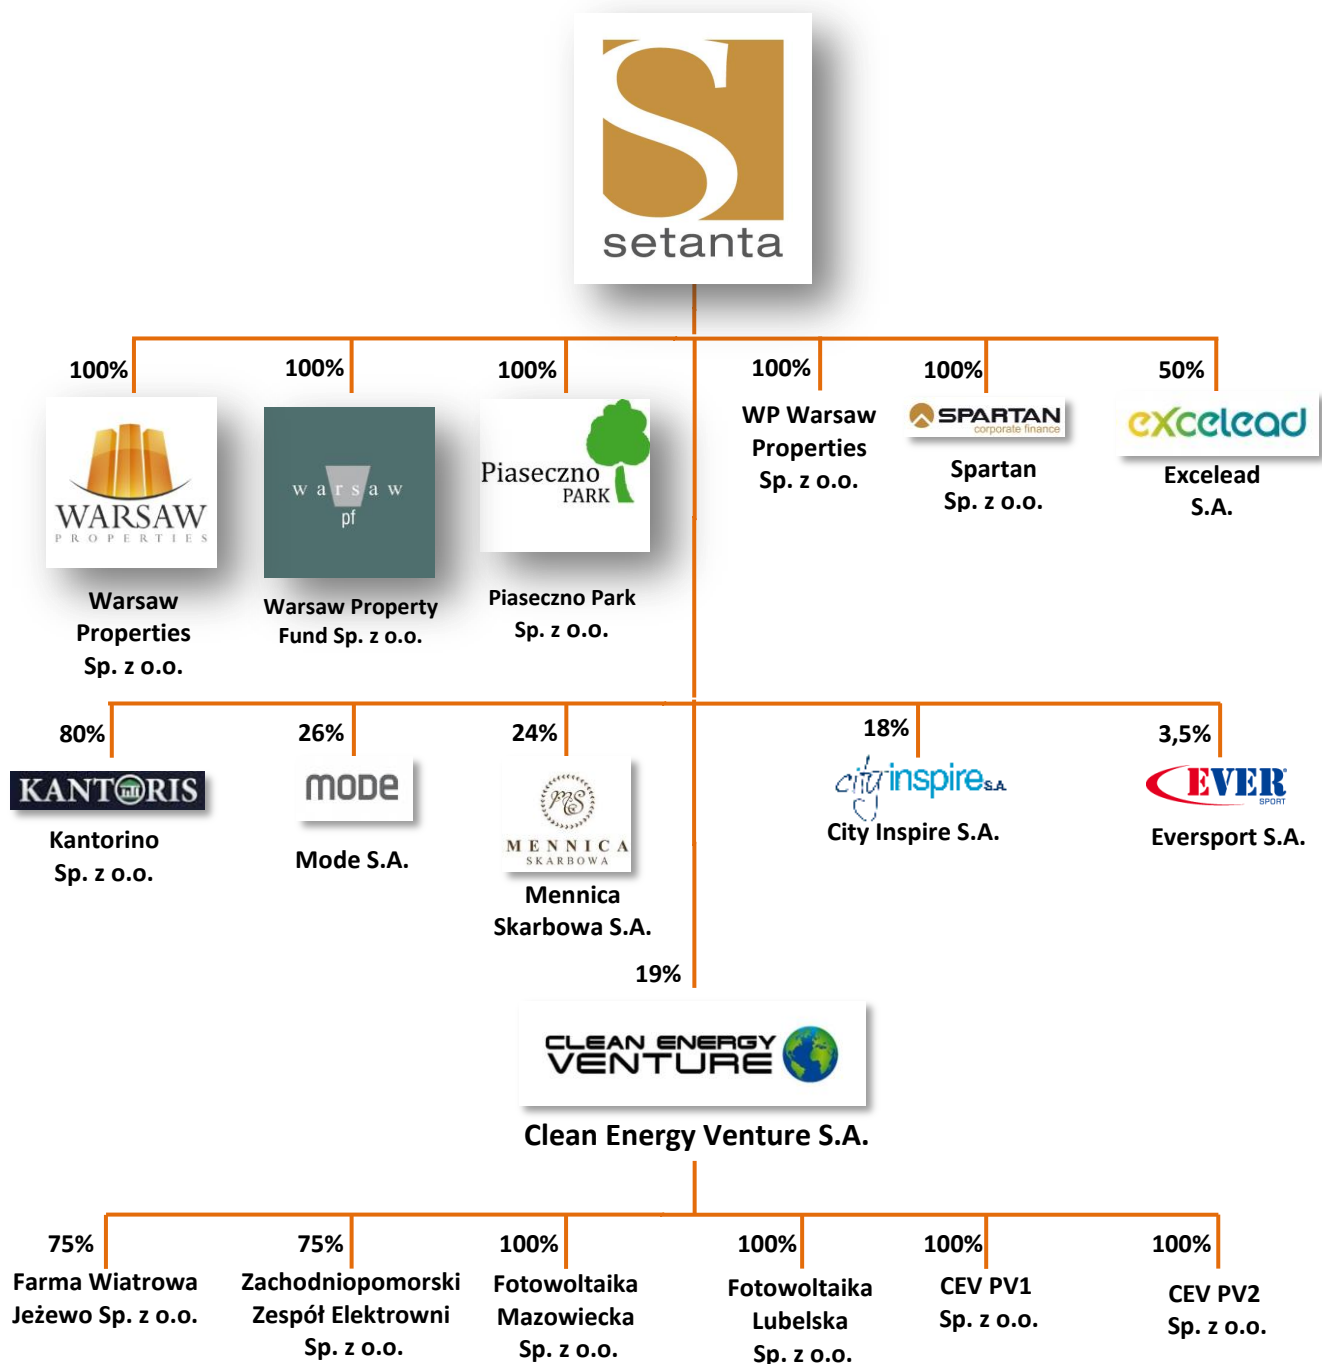 S
setanta
100%
100%
100%
100%
100%
50%
WARSAW
PROPERTIES
Warsaw
Properties
Sp. z o.o.
warsaw
pf
Warsaw Property
Fund Sp. z o.o.
Piaseczno
PARK
Piaseczno Park
Sp. z o.o.
WP Warsaw
Properties
Sp. z o.o.
SPARTAN
corporate finance
Spartan
Sp. z o.o.
eXcelead
Excelead
S.A.
80%
26%
24%
18%
3,5%
KANTORIS
Kantorino
Sp. z o.o.
mode
Mode S.A.
MS
MENNICA
SKARBOWA
Mennica
Skarbowa S.A.
city inspire S.A.
City Inspire S.A.
EVER
SPORT
Eversport S.A.
19%
CLEAN ENERGY
VENTURE
Clean Energy Venture S.A.
75%
75%
100%
100%
100%
100%
Farma Wiatrowa
Jeżewo Sp. z o.o.
Zachodniopomorski
Zespół Elektrowni
Sp. z o.o.
Fotowoltaika
Mazowiecka
Sp. z o.o.
Fotowoltaika
Lubelska
Sp. z o.o.
CEV PV1
Sp. z o.o.
CEV PV2
Sp. z o.o.